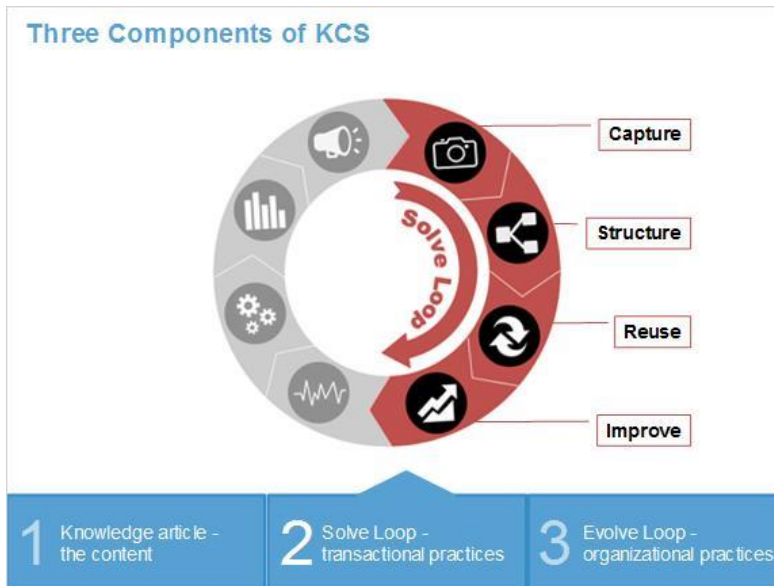 Three Components of KCS
Capture
Structure
Reuse
Improve
Solve Loop
1 Knowledge article -
the content
2 Solve Loop -
transactional practices
3 Evolve Loop -
organizational practices